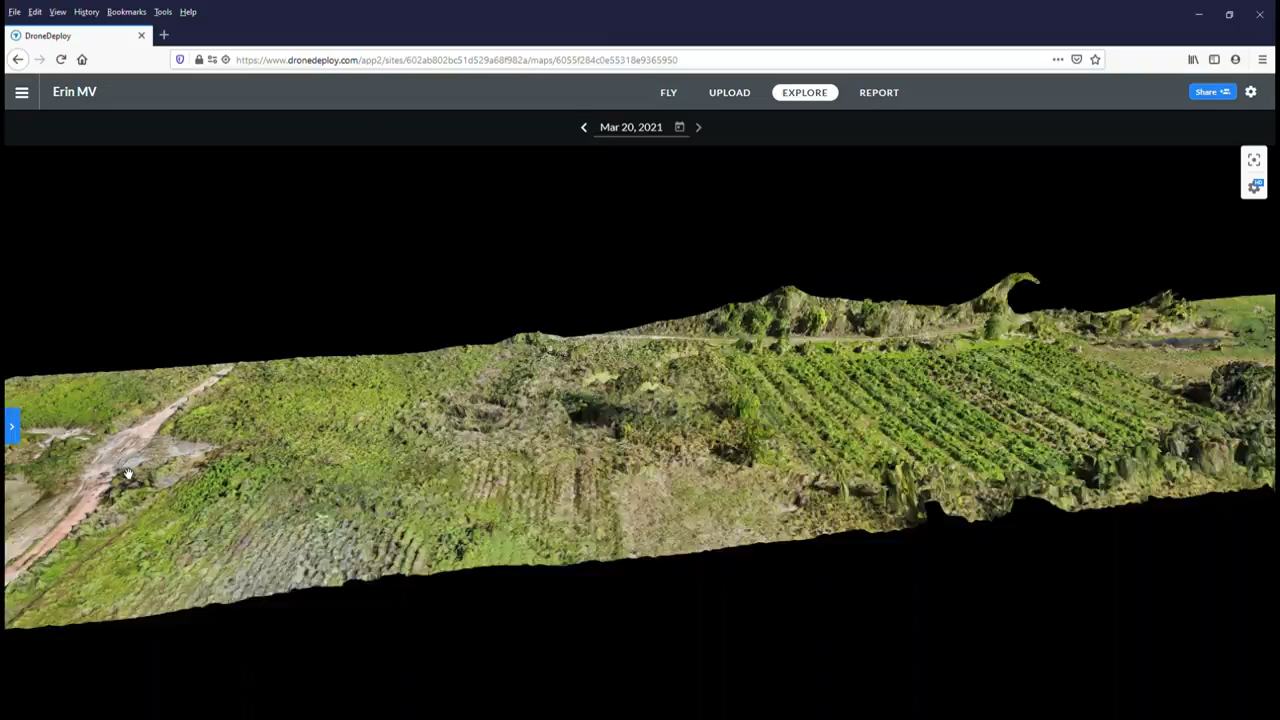 File Edit View History Bookmarks Tools Help
DroneDeploy
https://www.dronedeploy.com/app2/sites/602ab802bc51d529a68f982a/maps/6055f284c0e55318e9365950
Erin MV
FLY UPLOAD EXPLORE REPORT
Share
Mar 20, 2021
HD